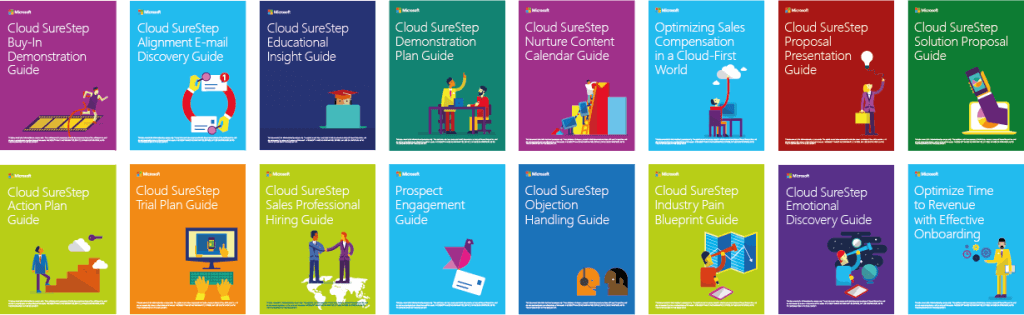 Microsoft
Cloud SureStep
Buy-In
Demonstration
Guide
Microsoft
Cloud SureStep
Alignment E-mail
Discovery Guide
1
Microsoft
Cloud SureStep
Educational
Insight Guide
Microsoft
Cloud SureStep
Demonstration
Plan Guide
Microsoft
Cloud SureStep
Nurture Content
Calendar Guide
Microsoft
Optimizing Sales
Compensation
in a Cloud-First
World
Microsoft
Cloud SureStep
Proposal
Presentation
Guide
Microsoft
Cloud SureStep
Solution Proposal
Guide
Microsoft
Cloud SureStep
Action Plan
Guide
Microsoft
Cloud SureStep
Trial Plan Guide
Microsoft
Cloud SureStep
Sales Professional
Hiring Guide
Microsoft
Prospect
Engagement
Guide
Microsoft
Cloud SureStep
Objection
Handling Guide
Microsoft
Cloud SureStep
Industry Pain
Blueprint Guide
Microsoft
Cloud SureStep
Emotional
Discovery Guide
Microsoft
Optimize Time
to Revenue
with Effective
Onboarding